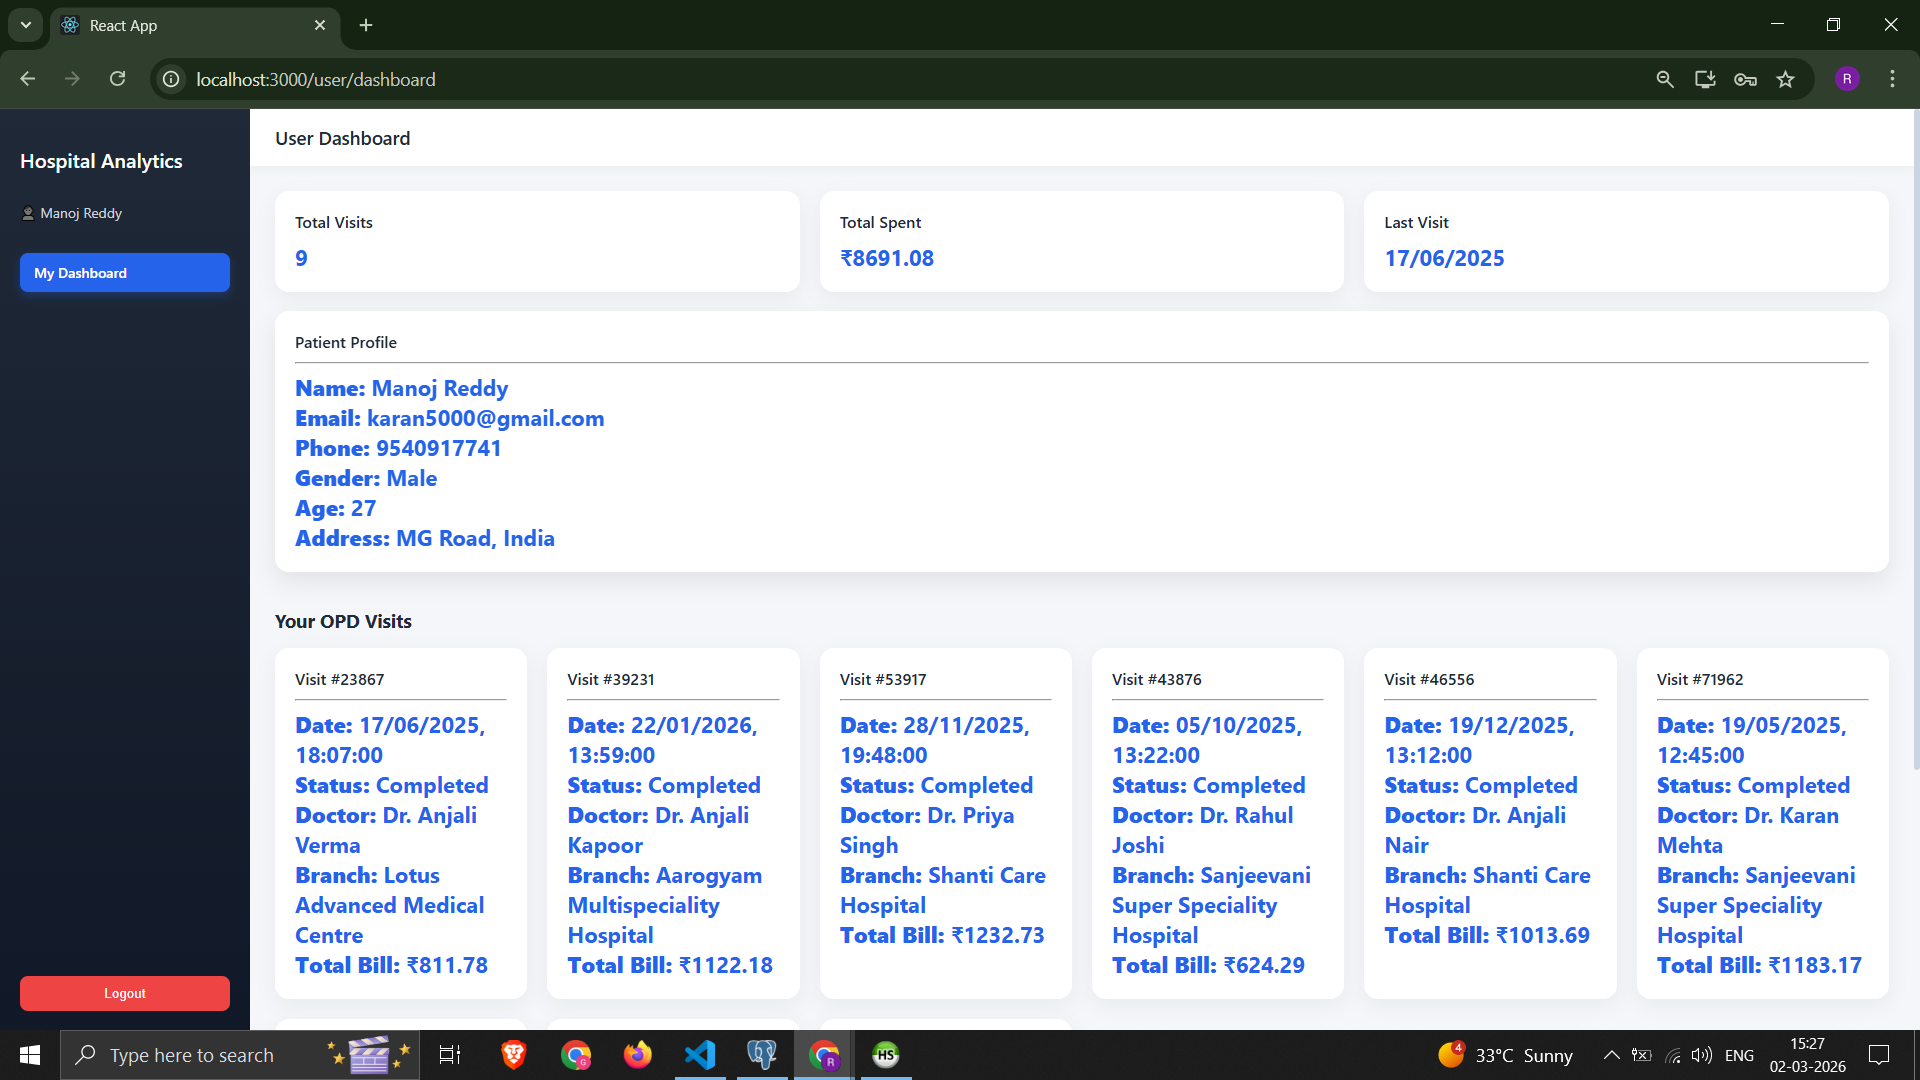 React App
localhost:3000/user/dashboard
R
Hospital Analytics
Manoj Reddy
My Dashboard
Logout
User Dashboard
Total Visits
9
Total Spent
₹8691.08
Last Visit
17/06/2025
Patient Profile
Name: Manoj Reddy
Email: karan5000@gmail.com
Phone: 9540917741
Gender: Male
Age: 27
Address: MG Road, India
Your OPD Visits
Visit #23867
Date: 17/06/2025,
18:07:00
Status: Completed
Doctor: Dr. Anjali
Verma
Branch: Lotus
Advanced Medical
Centre
Total Bill: ₹811.78
Visit #39231
Date: 22/01/2026,
13:59:00
Status: Completed
Doctor: Dr. Anjali
Kapoor
Branch: Aarogyam
Multispeciality
Hospital
Total Bill: ₹1122.18
Visit #53917
Date: 28/11/2025,
19:48:00
Status: Completed
Doctor: Dr. Priya
Singh
Branch: Shanti Care
Hospital
Total Bill: ₹1232.73
Visit #43876
Date: 05/10/2025,
13:22:00
Status: Completed
Doctor: Dr. Rahul
Joshi
Branch: Sanjeevani
Super Speciality
Hospital
Total Bill: ₹624.29
Visit #46556
Date: 19/12/2025,
13:12:00
Status: Completed
Doctor: Dr. Anjali
Nair
Branch: Shanti Care
Hospital
Total Bill: ₹1013.69
Visit #71962
Date: 19/05/2025,
12:45:00
Status: Completed
Doctor: Dr. Karan
Mehta
Branch: Sanjeevani
Super Speciality
Hospital
Total Bill: ₹1183.17
Type here to search
G
R
HS
4
33°C Sunny
ENG
15:27
02-03-2026